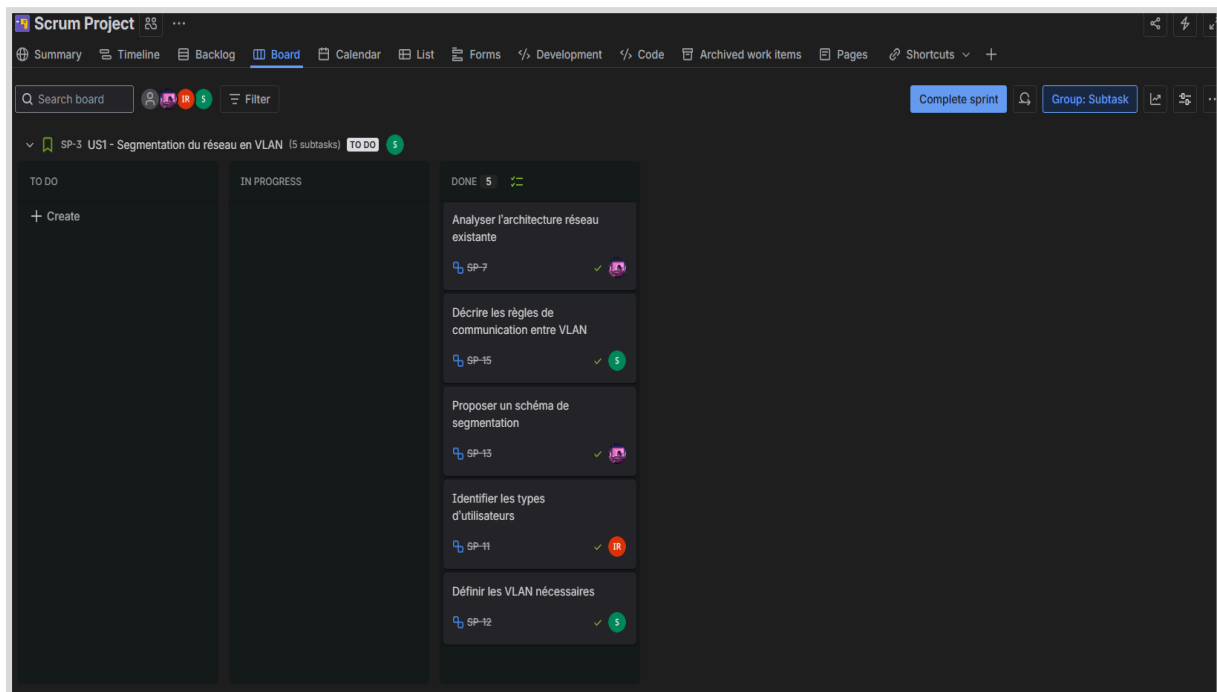 Scrum Project
Summary Timeline Backlog Board Calendar List Forms Development Code Archived work items Pages Shortcuts
Search board IR S Filter Complete sprint Group: Subtask
SP-3 US1 - Segmentation du réseau en VLAN (5 subtasks) TO DO S
TO DO IN PROGRESS DONE 5
+ Create
Analyser l'architecture réseau
existante
SP-7
Décrire les règles de
communication entre VLAN
SP-15 S
Proposer un schéma de
segmentation
SP-13
Identifier les types
d'utilisateurs
SP-11 IR
Définir les VLAN nécessaires
SP-12 S